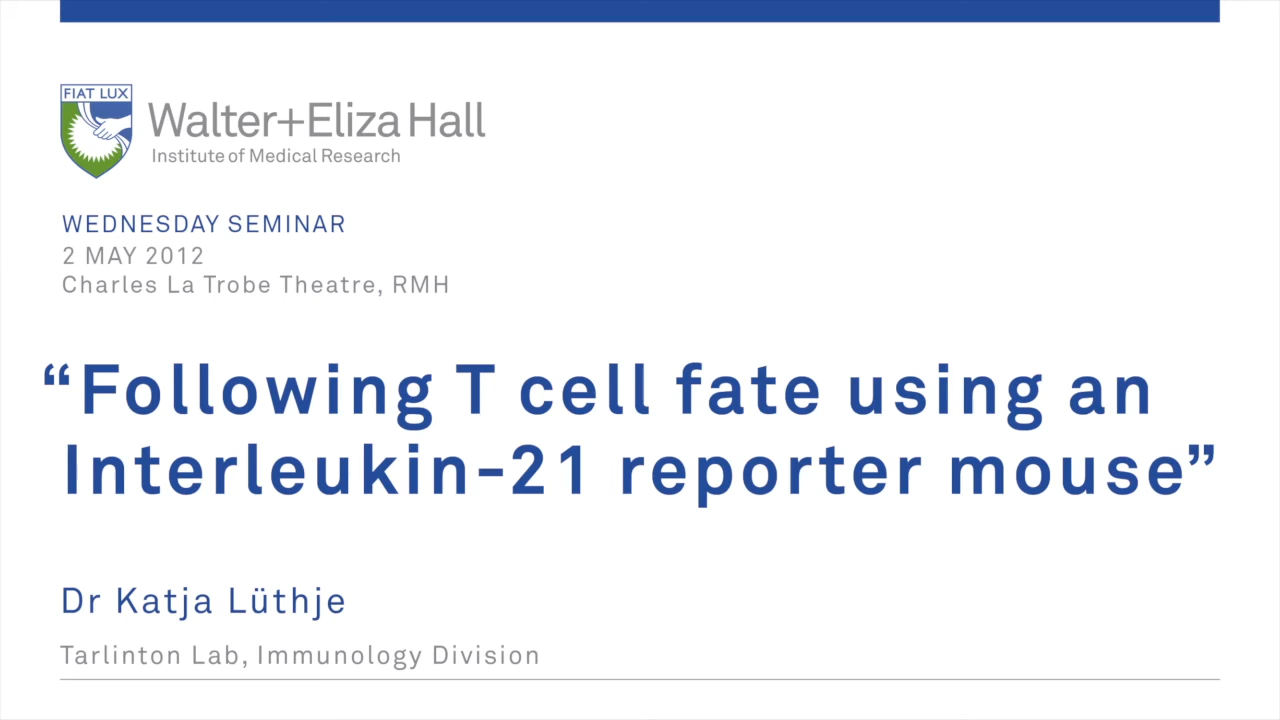 FIAT LUX
Walter+Eliza Hall
Institute of Medical Research
WEDNESDAY SEMINAR
2 MAY 2012
Charles La Trobe Theatre, RMH
“Following T cell fate using an
Interleukin-21 reporter mouse”
Dr Katja Lüthje
Tarlinton Lab, Immunology Division